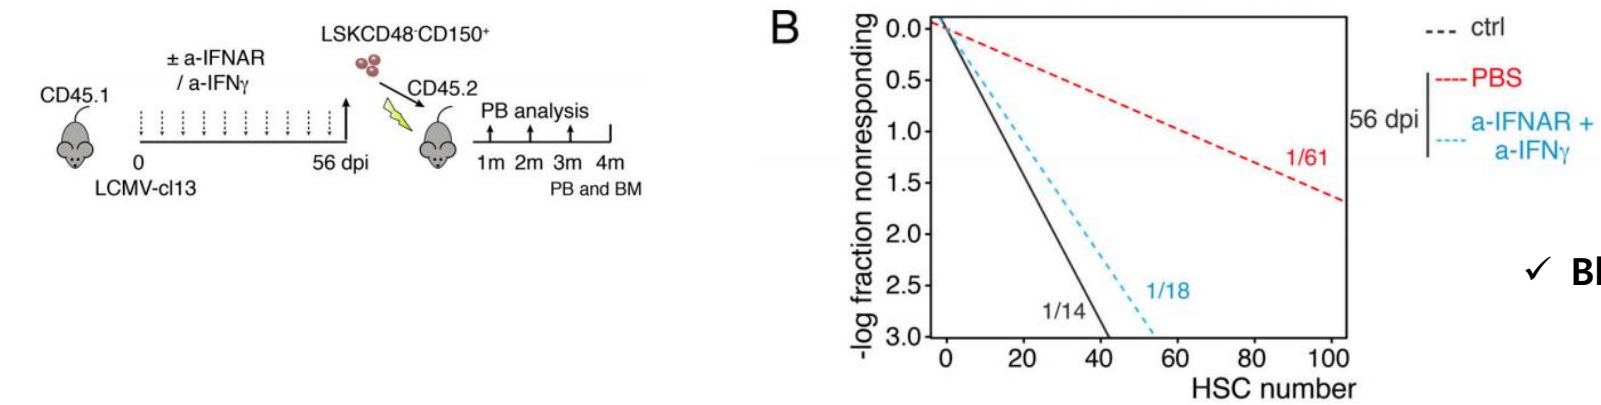 LSKCD48-CD150+
± a-IFNAR
/ a-IFNγ
CD45.1
CD45.2
PB analysis
0
56 dpi
1m 2m 3m 4m
LCMV-cl13
PB and BM
B
-log fraction nonresponding
0.0
0.5
1.0
1.5
2.0
2.5
3.0
1/61
1/18
1/14
0 20 40 60 80 100
HSC number
ctrl
PBS
56 dpi
a-IFNAR +
a-IFNγ
✓